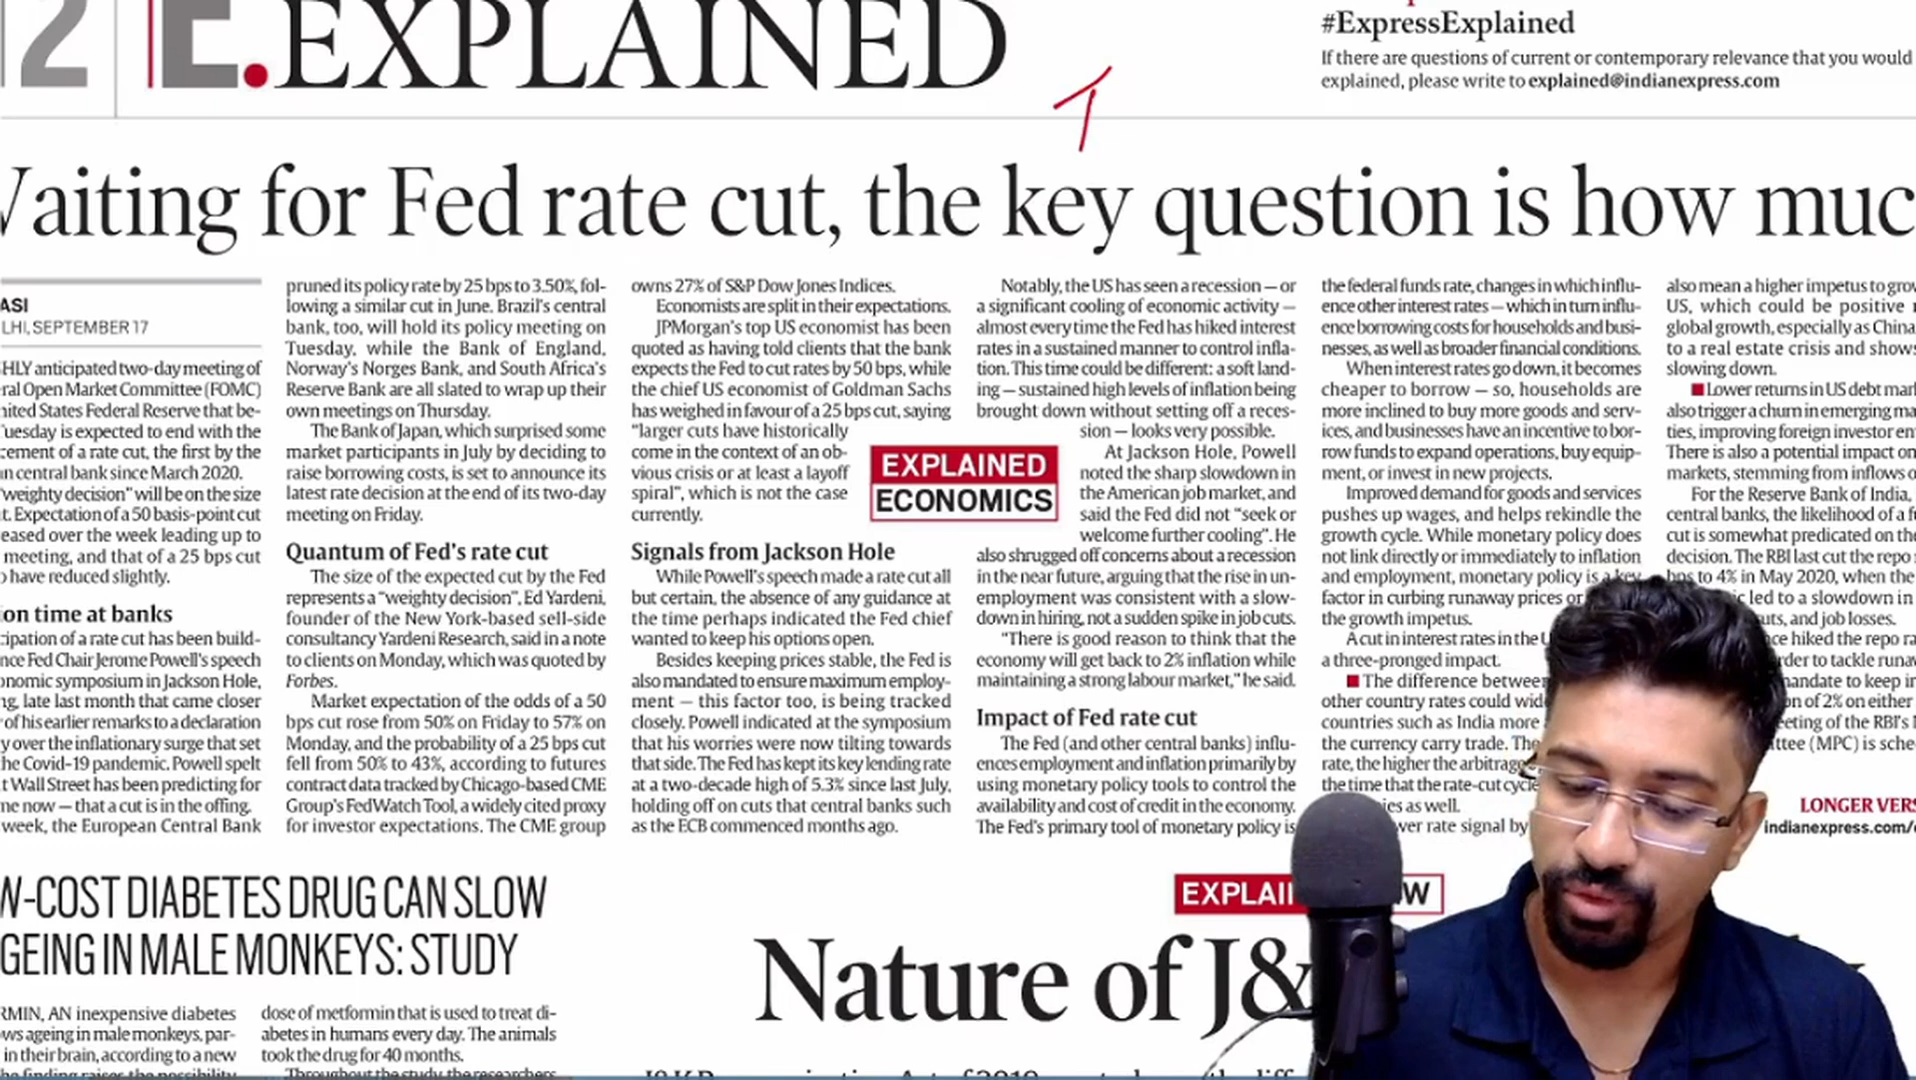 12
E.EXPLAINED
#ExpressExplained
If there are questions of current or contemporary relevance that you would
explained, please write to explained@indianexpress.com
Waiting for Fed rate cut, the key question is how muc
LHI, SEPTEMBER 17
anticipated two-day meeting of
Open Market Committee (FOMC)
States Federal Reserve that be-
is expected to end with the
of a rate cut, the first by the
central bank since March 2020.
"weighty decision" will be on the size
Expectation of a 50 basis-point cut
over the week leading up to
meeting, and that of a 25 bps cut
have reduced slightly.
time at banks
of a rate cut has been build-
Fed Chair Jerome Powell's speech
symposium in Jackson Hole,
late last month that came closer
of his earlier remarks to a declaration
over the inflationary surge that set
Covid-19 pandemic. Powell spelt
Wall Street has been predicting for
now — that a cut is in the offing.
week, the European Central Bank
pruned its policy rate by 25 bps to 3.50%, fol-
lowing a similar cut in June. Brazil's central
bank, too, will hold its policy meeting on
Tuesday, while the Bank of England,
Norway's Norges Bank, and South Africa's
Reserve Bank are all slated to wrap up their
own meetings on Thursday.
The Bank of Japan, which surprised some
market participants in July by deciding to
raise borrowing costs, is set to announce its
latest rate decision at the end of its two-day
meeting on Friday.
Quantum of Fed's rate cut
The size of the expected cut by the Fed
represents a "weighty decision", Ed Yardeni,
founder of the New York-based sell-side
consultancy Yardeni Research, said in a note
to clients on Monday, which was quoted by
Forbes.
Market expectation of the odds of a 50
bps cut rose from 50% on Friday to 57% on
Monday, and the probability of a 25 bps cut
fell from 50% to 43%, according to futures
contract data tracked by Chicago-based CME
Group's FedWatch Tool, a widely cited proxy
for investor expectations. The CME group
owns 27% of S&P Dow Jones Indices.
Economists are split in their expectations.
JPMorgan's top US economist has been
quoted as having told clients that the bank
expects the Fed to cut rates by 50 bps, while
the chief US economist of Goldman Sachs
has weighed in favour of a 25 bps cut, saying
"larger cuts have historically
come in the context of an ob-
vious crisis or at least a layoff
spiral", which is not the case
currently.
EXPLAINED
ECONOMICS
Signals from Jackson Hole
While Powell's speech made a rate cut all
but certain, the absence of any guidance at
the time perhaps indicated the Fed chief
wanted to keep his options open.
Besides keeping prices stable, the Fed is
also mandated to ensure maximum employ-
ment — this factor too, is being tracked
closely. Powell indicated at the symposium
that his worries were now tilting towards
that side. The Fed has kept its key lending rate
at a two-decade high of 5.3% since last July,
holding off on cuts that central banks such
as the ECB commenced months ago.
Notably, the US has seen a recession — or
a significant cooling of economic activity —
almost every time the Fed has hiked interest
rates in a sustained manner to control infla-
tion. This time could be different: a soft land-
ing — sustained high levels of inflation being
brought down without setting off a reces-
sion — looks very possible.
At Jackson Hole, Powell
noted the sharp slowdown in
the American job market, and
said the Fed did not "seek or
welcome further cooling". He
also shrugged off concerns about a recession
in the near future, arguing that the rise in un-
employment was consistent with a slow-
down in hiring, not a sudden spike in job cuts.
"There is good reason to think that the
economy will get back to 2% inflation while
maintaining a strong labour market," he said.
Impact of Fed rate cut
The Fed (and other central banks) influ-
ences employment and inflation primarily by
using monetary policy tools to control the
availability and cost of credit in the economy.
The Fed's primary tool of monetary policy is
the federal funds rate, changes in which influ-
ence other interest rates — which in turn influ-
ence borrowing costs for households and busi-
nesses, as well as broader financial conditions.
When interest rates go down, it becomes
cheaper to borrow — so, households are
more inclined to buy more goods and serv-
ices, and businesses have an incentive to bor-
row funds to expand operations, buy equip-
ment, or invest in new projects.
Improved demand for goods and services
pushes up wages, and helps rekindle the
growth cycle. While monetary policy does
not link directly or immediately to inflation
and employment, monetary policy is a key
factor in curbing runaway prices or
the growth impetus.
A cut in interest rates in the
a three-pronged impact.
■ The difference between
other country rates could
countries such as India more
the currency carry trade. The
rate, the higher the arbitrage
the time that the rate-cut cycle
as well.
rate signal by
also mean a higher impetus to
US, which could be positive
global growth, especially as China
to a real estate crisis and shows
slowing down.
■ Lower returns in US debt
also trigger a churn in emerging
improving foreign investor
There is also a potential impact on
markets, stemming from inflows
For the Reserve Bank of India,
central banks, the likelihood of a
cut is somewhat predicated on the
decision. The RBI last cut the repo
bps to 4% in May 2020, when the
led to a slowdown in
and job losses.
hiked the repo
to tackle
mandate to keep
of 2% on either
of the RBI's
(MPC) is
LONGER
indianexpress.com/
W-COST DIABETES DRUG CAN SLOW
GEING IN MALE MONKEYS: STUDY
RMIN, AN inexpensive diabetes
ageing in male monkeys, par-
in their brain, according to a new
finding raises the possibility
dose of metformin that is used to treat di-
abetes in humans every day. The animals
took the drug for 40 months.
Throughout the study, the researchers
Nature of J&